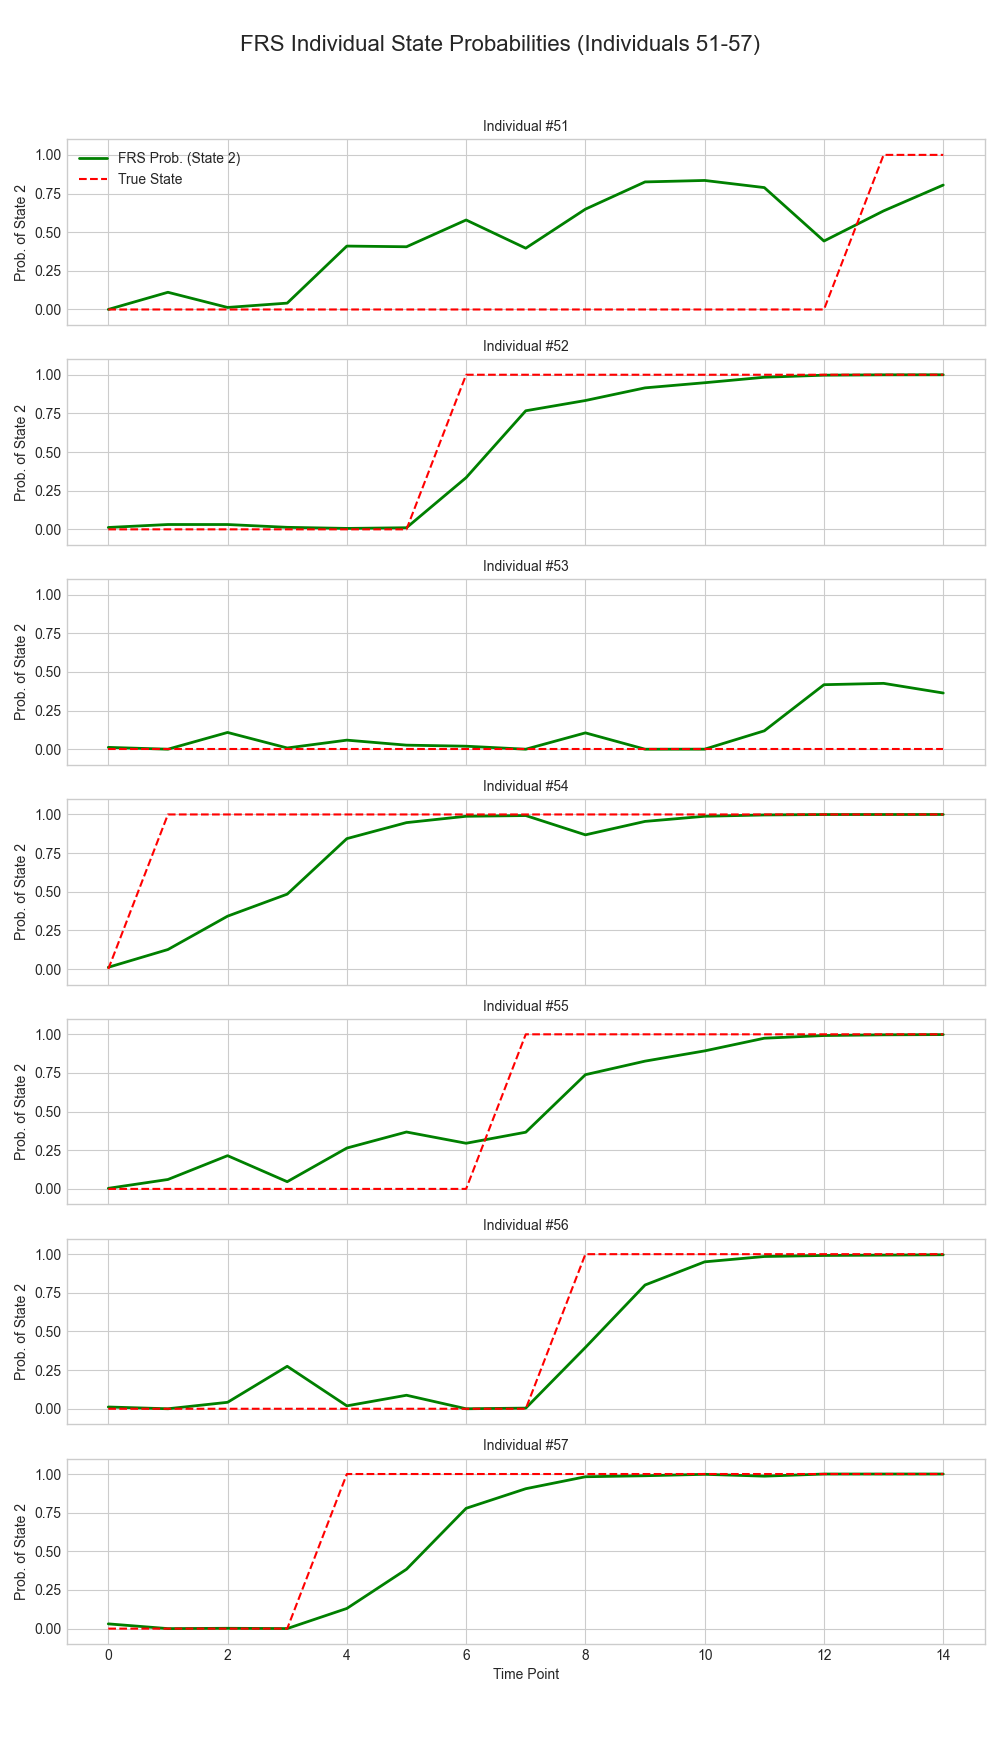 FRS Individual State Probabilities (Individuals 51-57)
Individual #51
FRS Prob. (State 2)
True State
1.00
0.75
0.50
0.25
0.00
Prob. of State 2
Individual #52
1.00
0.75
0.50
0.25
0.00
Prob. of State 2
Individual #53
1.00
0.75
0.50
0.25
0.00
Prob. of State 2
Individual #54
1.00
0.75
0.50
0.25
0.00
Prob. of State 2
Individual #55
1.00
0.75
0.50
0.25
0.00
Prob. of State 2
Individual #56
1.00
0.75
0.50
0.25
0.00
Prob. of State 2
Individual #57
1.00
0.75
0.50
0.25
0.00
Prob. of State 2
0 2 4 6 8 10 12 14
Time Point